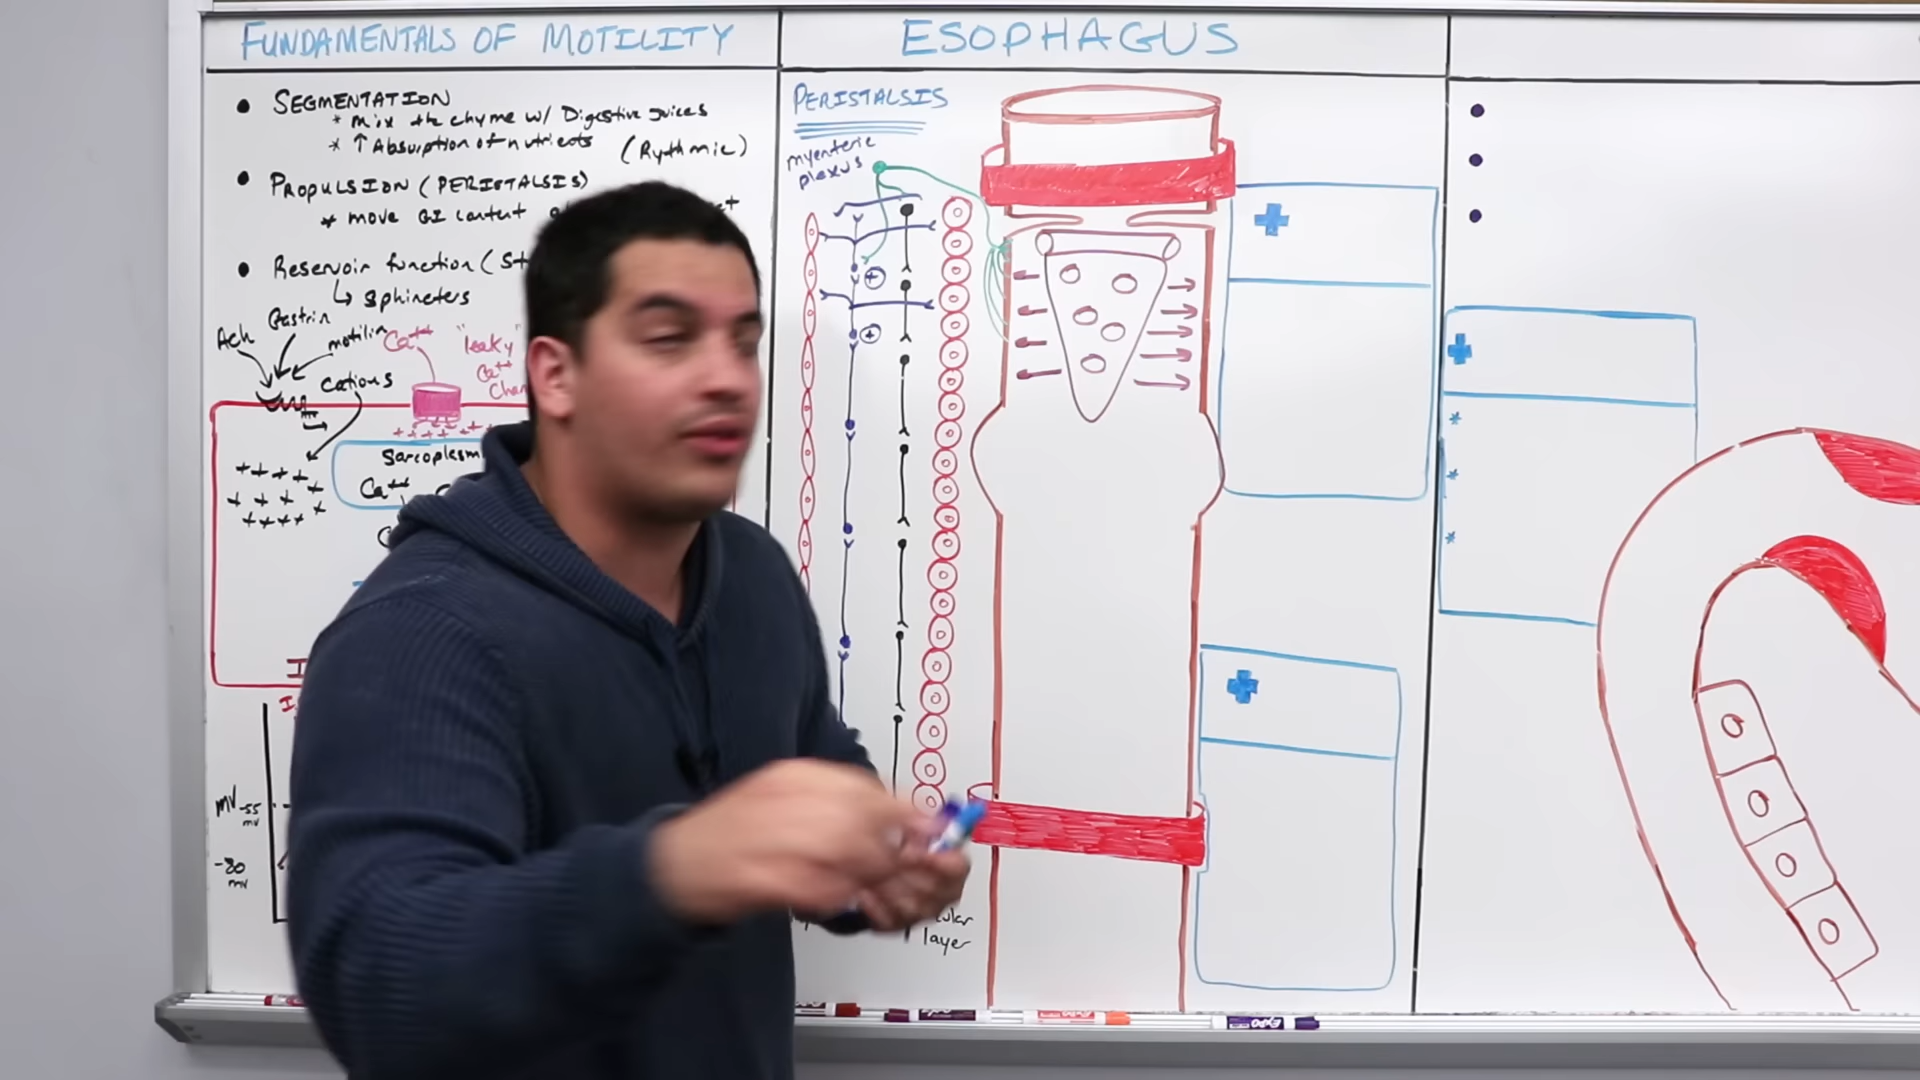 FUNDAMENTALS OF MOTILITY
• SEGMENTATION
* Mix the chyme w/ Digestive Juices
* ↑ Absorption of nutrients (Rythmic)
• PROPULSION (PERISTALSIS)
* move GI content
• Reservoir function (St
↳ sphincters
Ach
Gastrin
motilin
cations
Ca++
"leaky"
Ca++
Chan
+ + + + + +
Sarcoplasm
Ca++
+ + + +
+ + + +
+ + + +
mV
-55
mV
-80
mV
ESOPHAGUS
PERISTALSIS
myenteric
plexus
+
+
ular
layer